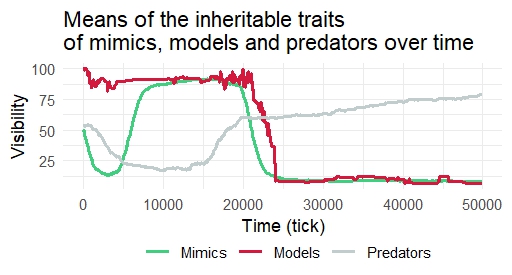 Means of the inheritable traits
of mimics, models and predators over time
Visibility
100
75
50
25
0 10000 20000 30000 40000 50000
Time (tick)
Mimics Models Predators